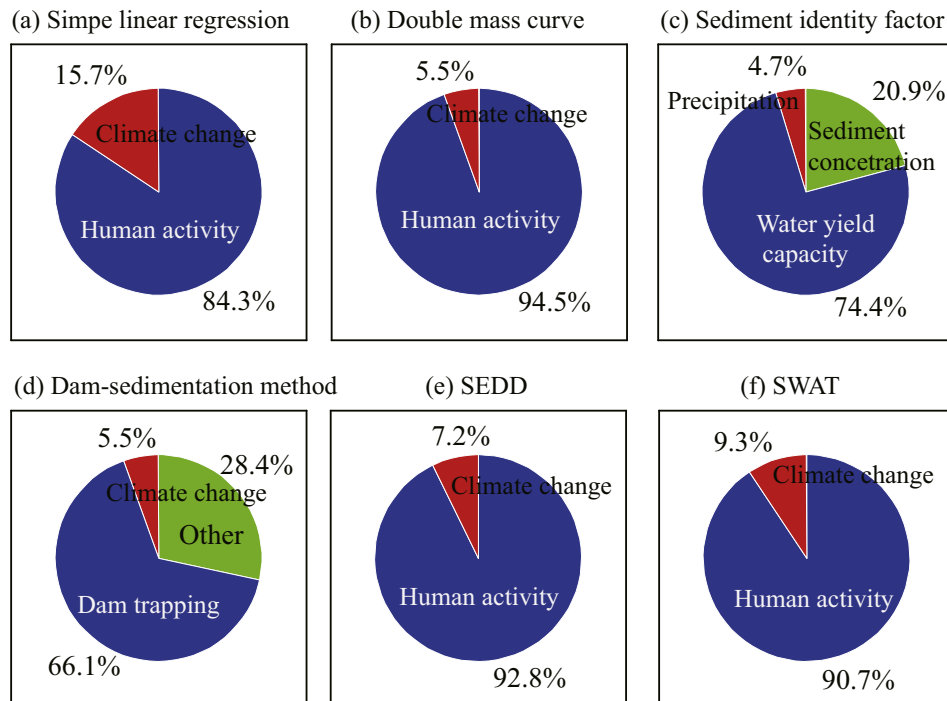 (a) Simpe linear regression
15.7%
Climate change
Human activity
84.3%
(b) Double mass curve
5.5%
Climate change
Human activity
94.5%
(c) Sediment identity factor
4.7%
20.9%
Precipitation
Sediment
concetration
Water yield
capacity
74.4%
(d) Dam-sedimentation method
5.5%
28.4%
Climate change
Other
Dam trapping
66.1%
(e) SEDD
7.2%
Climate change
Human activity
92.8%
(f) SWAT
9.3%
Climate change
Human activity
90.7%